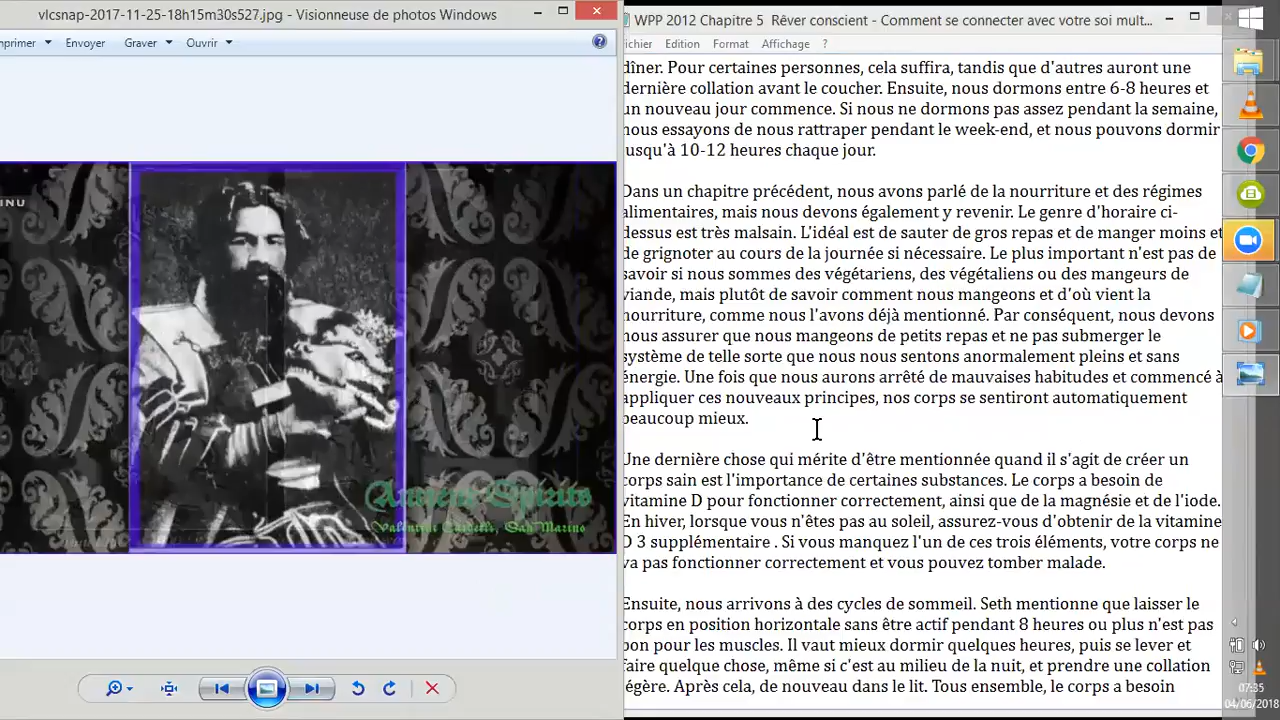 vlcsnap-2017-11-25-18h15m30s527.jpg - Visionneuse de photos Windows
primer Envoyer Graver Ouvrir
INU
Ancient Spirits
WPP 2012 Chapitre 5 Rêver conscient - Comment se connecter avec votre soi mult...
ichier Edition Format Affichage ?
dîner. Pour certaines personnes, cela suffira, tandis que d'autres auront une
dernière collation avant le coucher. Ensuite, nous dormons entre 6-8 heures et
un nouveau jour commence. Si nous ne dormons pas assez pendant la semaine,
nous essayons de nous rattraper pendant le week-end, et nous pouvons dormir
jusqu'à 10-12 heures chaque jour.
Dans un chapitre précédent, nous avons parlé de la nourriture et des régimes
alimentaires, mais nous devons également y revenir. Le genre d'horaire ci-
dessus est très malsain. L'idéal est de sauter de gros repas et de manger moins et
de grignoter au cours de la journée si nécessaire. Le plus important n'est pas de
savoir si nous sommes des végétariens, des végétaliens ou des mangeurs de
viande, mais plutôt de savoir comment nous mangeons et d'où vient la
nourriture, comme nous l'avons déjà mentionné. Par conséquent, nous devons
nous assurer que nous mangeons de petits repas et ne pas submerger le
système de telle sorte que nous nous sentons anormalement pleins et sans
énergie. Une fois que nous aurons arrêté de mauvaises habitudes et commencé à
appliquer ces nouveaux principes, nos corps se sentiront automatiquement
beaucoup mieux.
Une dernière chose qui mérite d'être mentionnée quand il s'agit de créer un
corps sain est l'importance de certaines substances. Le corps a besoin de
vitamine D pour fonctionner correctement, ainsi que de la magnésie et de l'iode.
En hiver, lorsque vous n'êtes pas au soleil, assurez-vous d'obtenir de la vitamine
D 3 supplémentaire . Si vous manquez l'un de ces trois éléments, votre corps ne
va pas fonctionner correctement et vous pouvez tomber malade.
Ensuite, nous arrivons à des cycles de sommeil. Seth mentionne que laisser le
corps en position horizontale sans être actif pendant 8 heures ou plus n'est pas
bon pour les muscles. Il vaut mieux dormir quelques heures, puis se lever et
faire quelque chose, même si c'est au milieu de la nuit, et prendre une collation
légère. Après cela, de nouveau dans le lit. Tous ensemble, le corps a besoin
07:35
04/06/2018